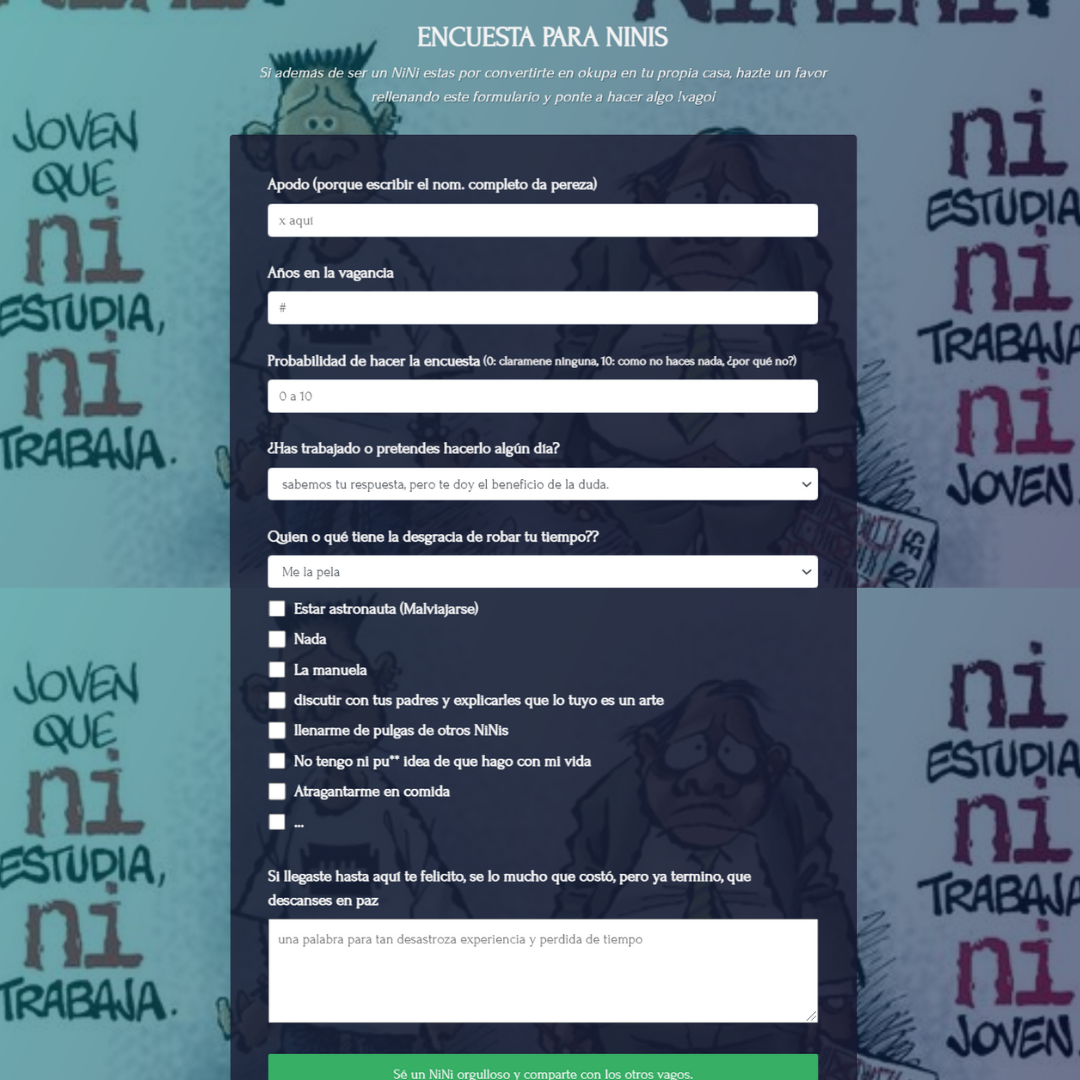 ENCUESTA PARA NINIS
Si además de ser un NiNi estas por convertirte en okupa en tu propia casa, hazte un favor
rellenando este formulario y ponte a hacer algo !vago¡
Apodo (porque escribir el nom. completo da pereza)
x aquí
Años en la vagancia
#
Probabilidad de hacer la encuesta (0: claramene ninguna, 10: como no haces nada, ¿por qué no?)
0 a 10
¿Has trabajado o pretendes hacerlo algún día?
sabemos tu respuesta, pero te doy el beneficio de la duda.
Quien o qué tiene la desgracia de robar tu tiempo??
Me la pela
Estar astronauta (Malviajarse)
Nada
La manuela
discutir con tus padres y explicarles que lo tuyo es un arte
llenarme de pulgas de otros NiNis
No tengo ni pu** idea de que hago con mi vida
Atragantarme en comida
...
Si llegaste hasta aquí te felicito, se lo mucho que costó, pero ya termino, que
descanses en paz
una palabra para tan desastroza experiencia y perdida de tiempo
Sé un NiNi orgulloso y comparte con los otros vagos.
JOVEN
QUE
ni
ESTUDIA,
ni
TRABAJA.
ni
ESTUDIA
ni
TRABAJA
ni
JOVEN.
JOVEN
QUE
ni
ESTUDIA,
ni
TRABAJA.
ni
ESTUDIA
ni
TRABAJA
ni
JOVEN.